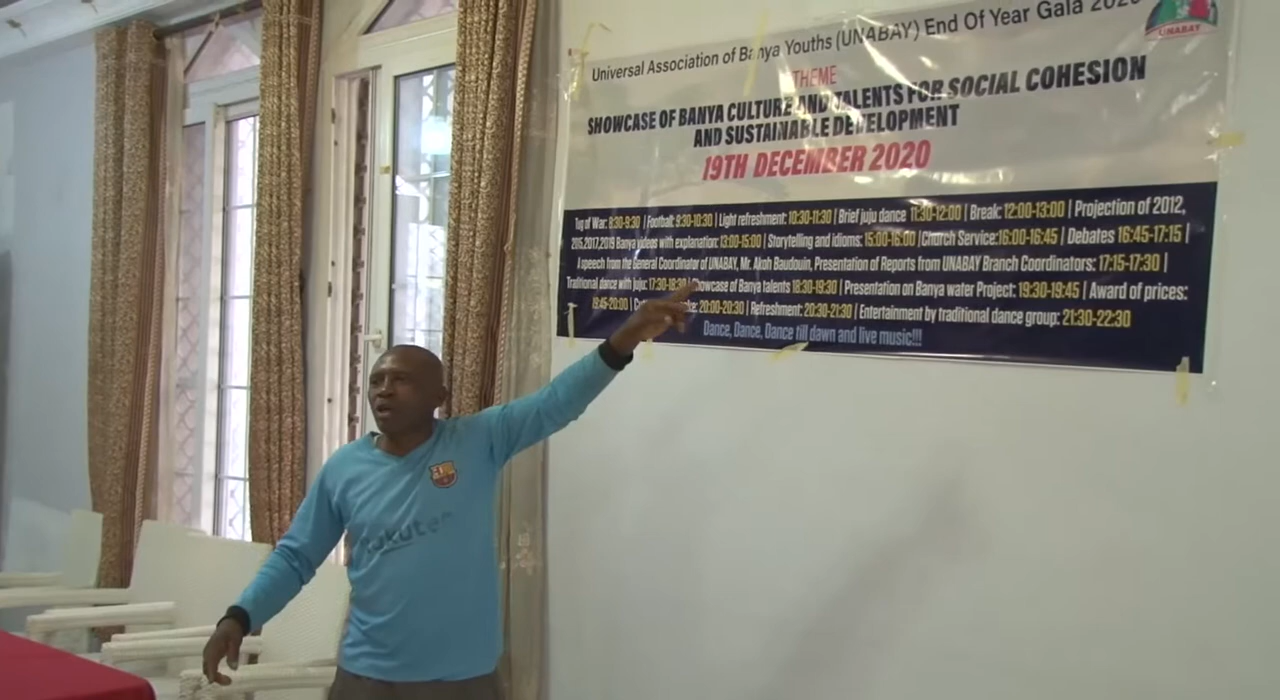 Universal Association of Banya Youths (UNABAY) End Of Year Gala 2020
UNABAY
THEME
SHOWCASE OF BANYA CULTURE AND TALENTS FOR SOCIAL COHESION
AND SUSTAINABLE DEVELOPMENT
19TH DECEMBER 2020
Tug of War: 8:30-9:30 | Football: 9:30-10:30 | Light refreshment: 10:30-11:30 | Brief juju dance 11:30-12:00 | Break: 12:00-13:00 | Projection of 2012,
2015,2017,2019 Banya videos with explanation: 13:00-15:00 | Storytelling and idioms: 15:00-16:00 |Church Service:16:00-16:45 | Debates 16:45-17:15 |
A speech from the General Coordinator of UNABAY, Mr. Akoh Baudouin, Presentation of Reports from UNABAY Branch Coordinators: 17:15-17:30 |
Traditional dance with juju: 17:30-18:30 | Showcase of Banya talents 18:30-19:30 | Presentation on Banya water Project: 19:30-19:45 | Award of prices:
19:45-20:00 | 20:00-20:30 | Refreshment: 20:30-21:30 | Entertainment by traditional dance group: 21:30-22:30
Dance, Dance, Dance till dawn and live music!!!
Rakuten